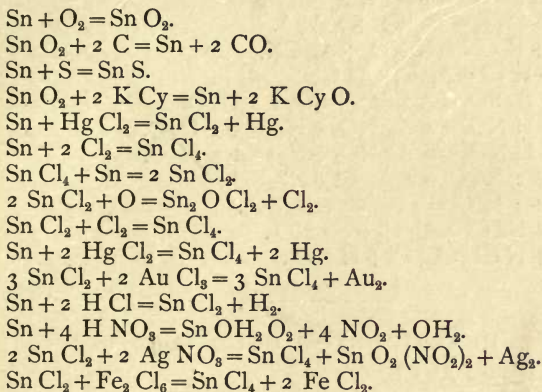 Sn + O₂ = Sn O₂.
Sn O₂ + 2 C = Sn + 2 CO.
Sn + S = Sn S.
Sn O₂ + 2 K Cy = Sn + 2 K Cy O.
Sn + Hg Cl₂ = Sn Cl₂ + Hg.
Sn + 2 Cl₂ = Sn Cl₄.
Sn Cl₄ + Sn = 2 Sn Cl₂.
2 Sn Cl₂ + O = Sn₂ O Cl₂ + Cl₂.
Sn Cl₂ + Cl₂ = Sn Cl₄.
Sn + 2 Hg Cl₂ = Sn Cl₄ + 2 Hg.
3 Sn Cl₂ + 2 Au Cl₃ = 3 Sn Cl₄ + Au₂.
Sn + 2 H Cl = Sn Cl₂ + H₂.
Sn + 4 H NO₃ = Sn OH₂ O₂ + 4 NO₂ + OH₂.
2 Sn Cl₂ + 2 Ag NO₃ = Sn Cl₄ + Sn O₂ (NO₂)₂ + Ag₂.
Sn Cl₂ + Fe₂ Cl₆ = Sn Cl₄ + 2 Fe Cl₂.